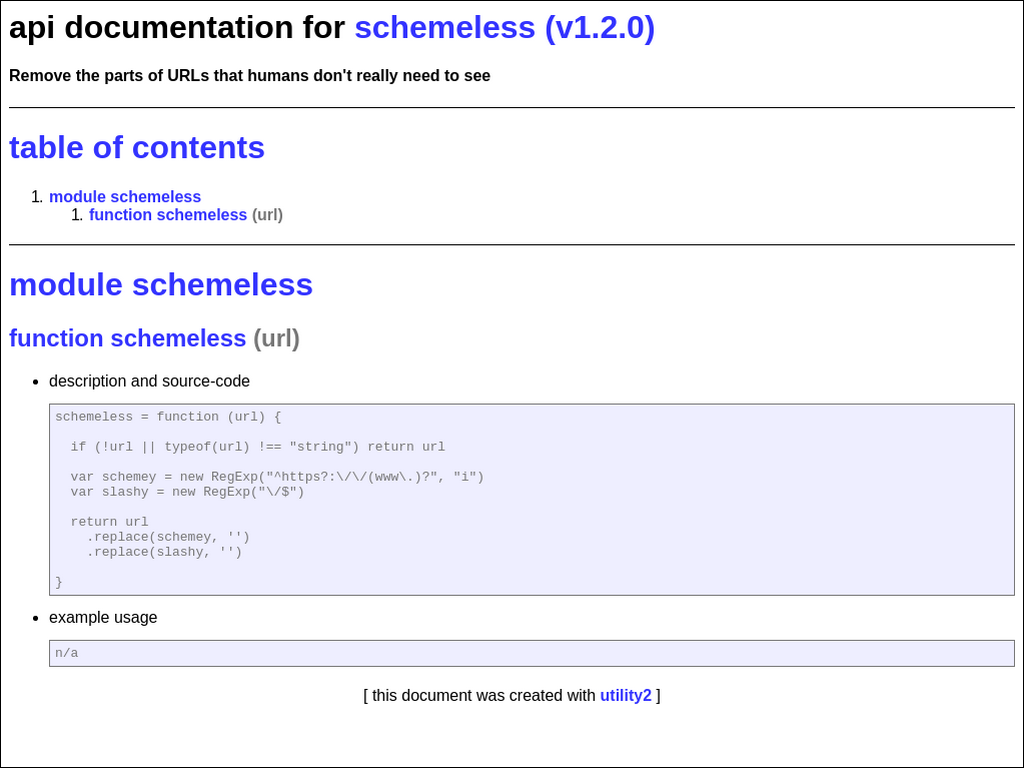 api documentation for schemeless (v1.2.0)
Remove the parts of URLs that humans don't really need to see
table of contents
1. module schemeless
1. function schemeless (url)
module schemeless
function schemeless (url)
• description and source-code
schemeless = function (url) {
  if (!url || typeof(url) !== "string") return url
  var schemey = new RegExp("^https?:\/\/(www\.)?", "i")
  var slashy = new RegExp("\/$")
  return url
    .replace(schemey, '')
    .replace(slashy, '')
}
• example usage
n/a
[ this document was created with utility2 ]